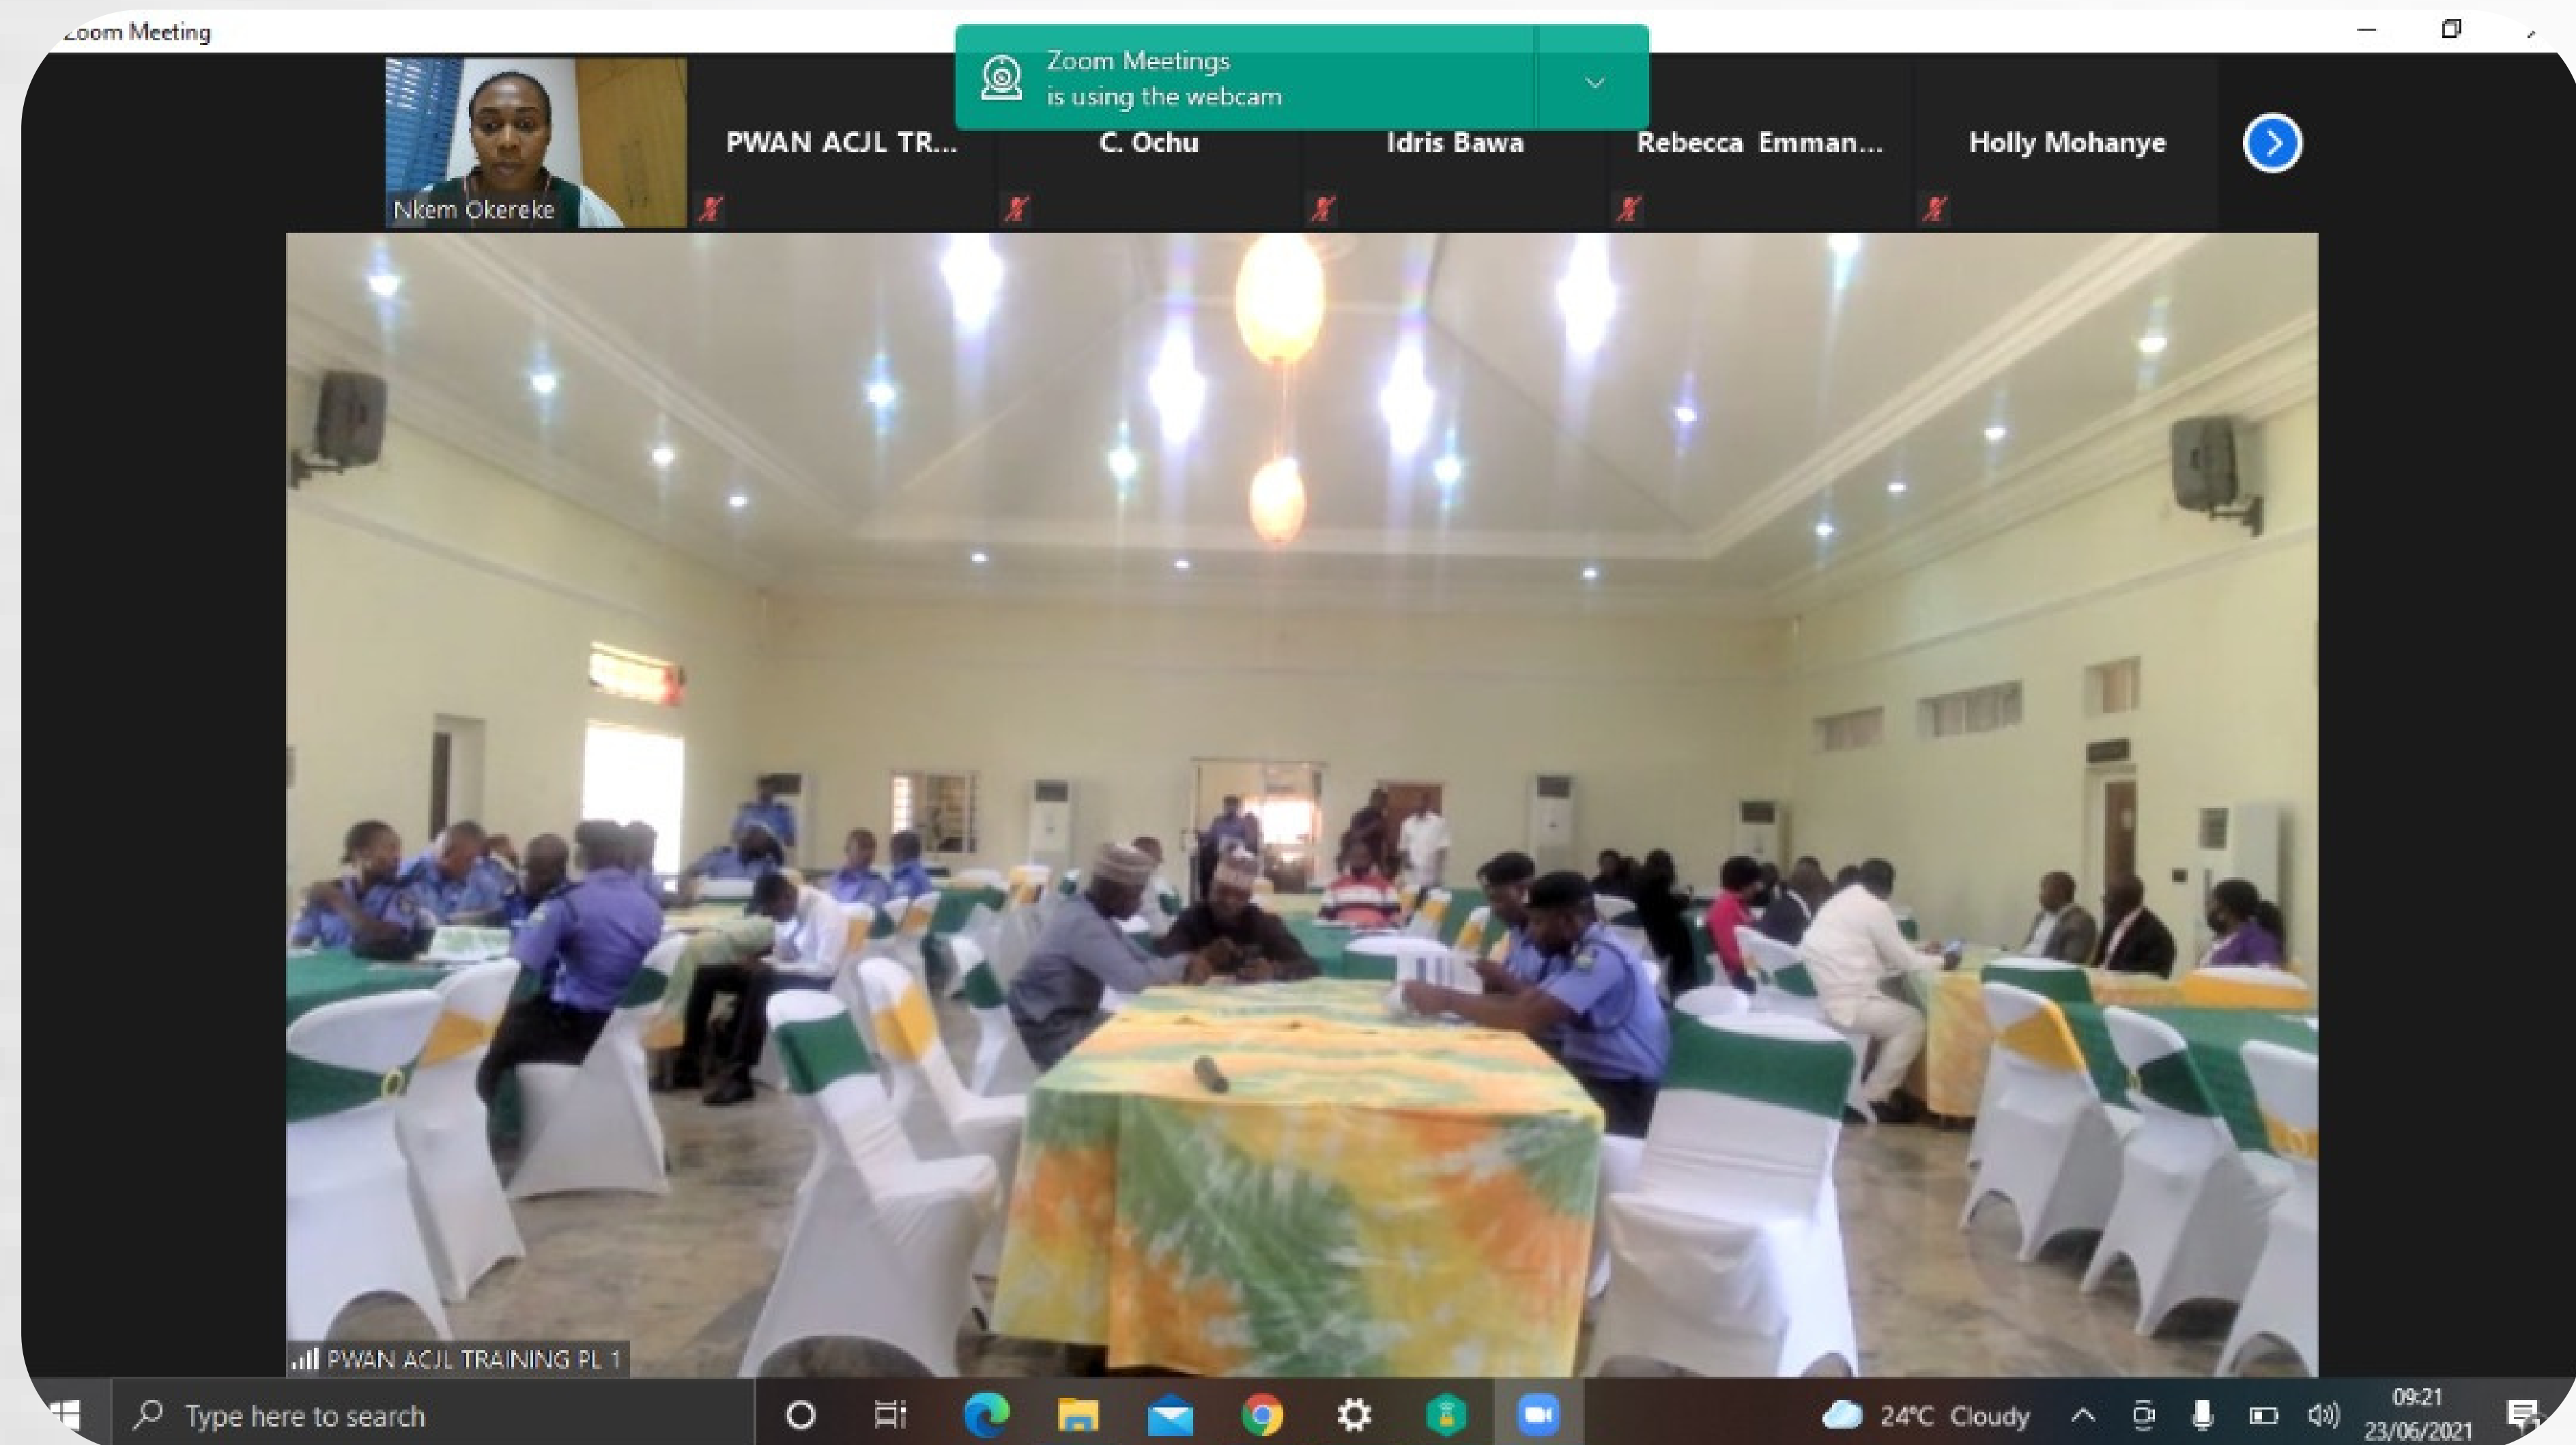 Zoom Meeting
Zoom Meetings
is using the webcam
Nkem Okereke
PWAN ACJL TR...
C. Ochu
Idris Bawa
Rebecca Emman...
Holly Mohanye
PWAN ACJL TRAINING PL 1
Type here to search
24°C Cloudy
09:21
23/06/2021